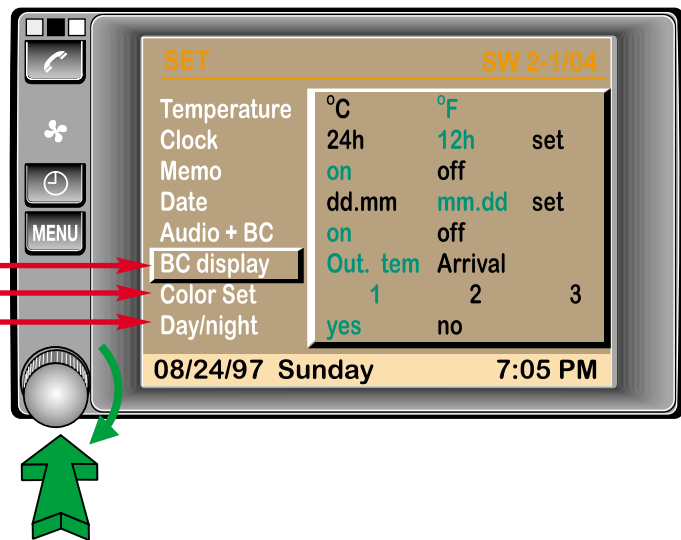 SET SW 2-1/04
Temperature °C °F
Clock 24h 12h set
Memo on off
Date dd.mm mm.dd set
MENU
Audio + BC on off
BC display Out. tem Arrival
Color Set 1 2 3
Day/night yes no
08/24/97 Sunday 7:05 PM